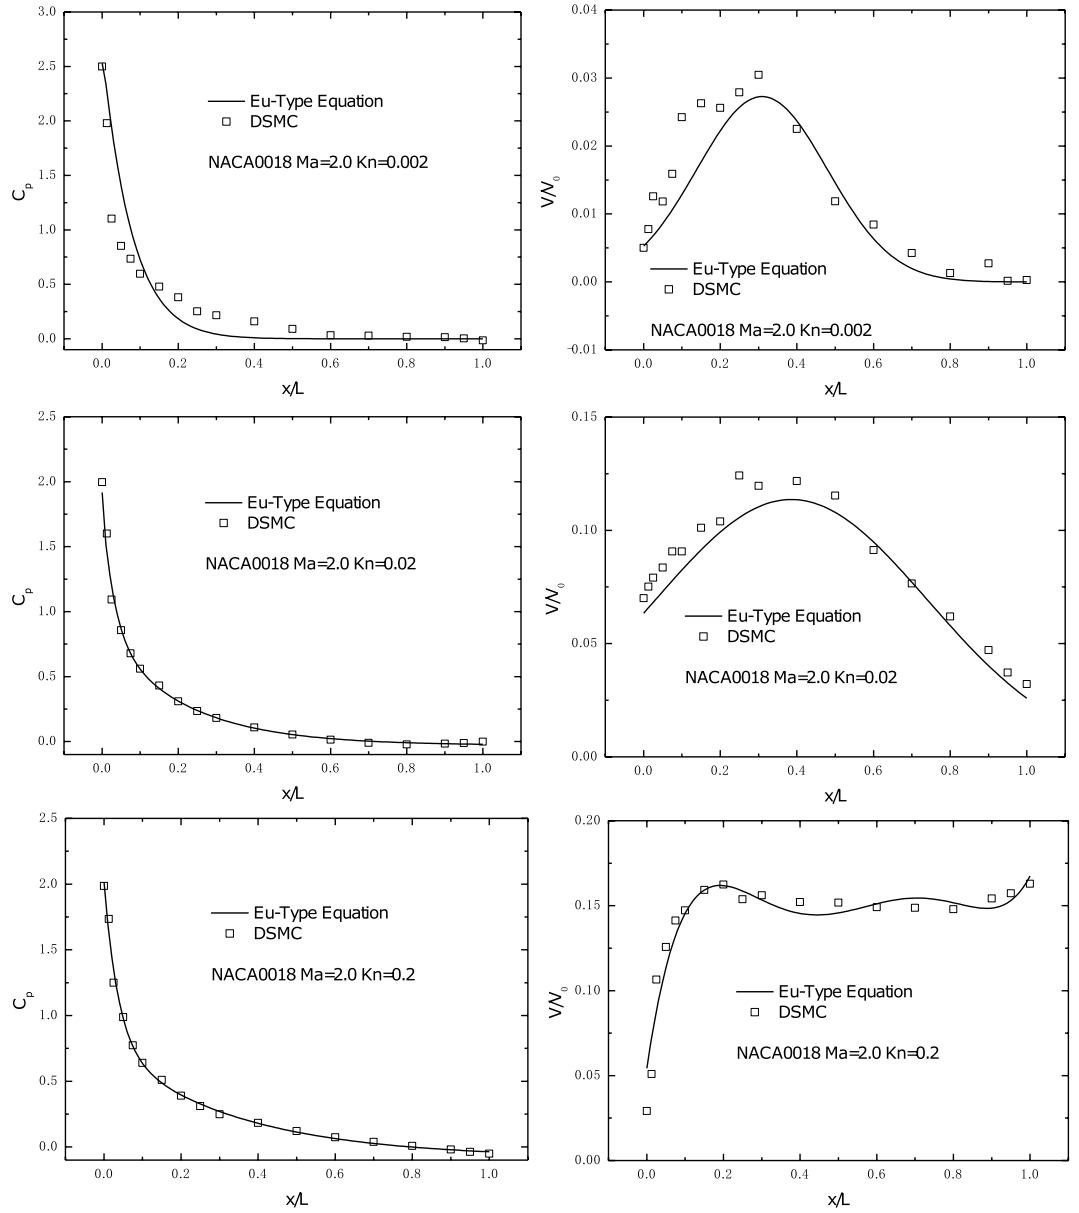 3.0
2.5
2.0
1.5
1.0
0.5
0.0
C_p
Eu-Type Equation
DSMC
NACA0018 Ma=2.0 Kn=0.002
0.0 0.2 0.4 0.6 0.8 1.0
x/L
0.04
0.03
0.02
0.01
0.00
-0.01
V/V_0
Eu-Type Equation
DSMC
NACA0018 Ma=2.0 Kn=0.002
0.0 0.2 0.4 0.6 0.8 1.0
x/L
2.5
2.0
1.5
1.0
0.5
0.0
C_p
Eu-Type Equation
DSMC
NACA0018 Ma=2.0 Kn=0.02
0.0 0.2 0.4 0.6 0.8 1.0
x/L
0.15
0.10
0.05
0.00
V/V_0
Eu-Type Equation
DSMC
NACA0018 Ma=2.0 Kn=0.02
0.0 0.2 0.4 0.6 0.8 1.0
x/L
2.5
2.0
1.5
1.0
0.5
0.0
C_p
Eu-Type Equation
DSMC
NACA0018 Ma=2.0 Kn=0.2
0.0 0.2 0.4 0.6 0.8 1.0
x/L
0.20
0.15
0.10
0.05
0.00
V/V_0
Eu-Type Equation
DSMC
NACA0018 Ma=2.0 Kn=0.2
0.0 0.2 0.4 0.6 0.8 1.0
x/L